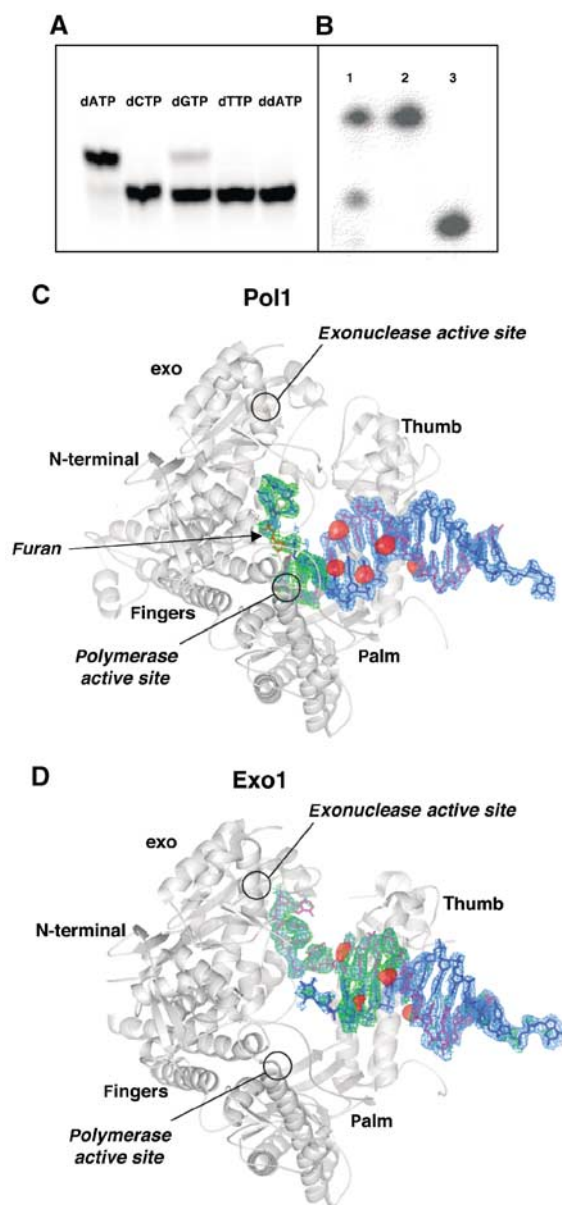 A
B
dATP dCTP dGTP dTTP ddATP
1 2 3
C
Pol1
Exonuclease active site
exo
Thumb
N-terminal
Furan
Fingers
Polymerase
active site
Palm
D
Exo1
Exonuclease active site
exo
Thumb
N-terminal
Fingers
Palm
Polymerase
active site